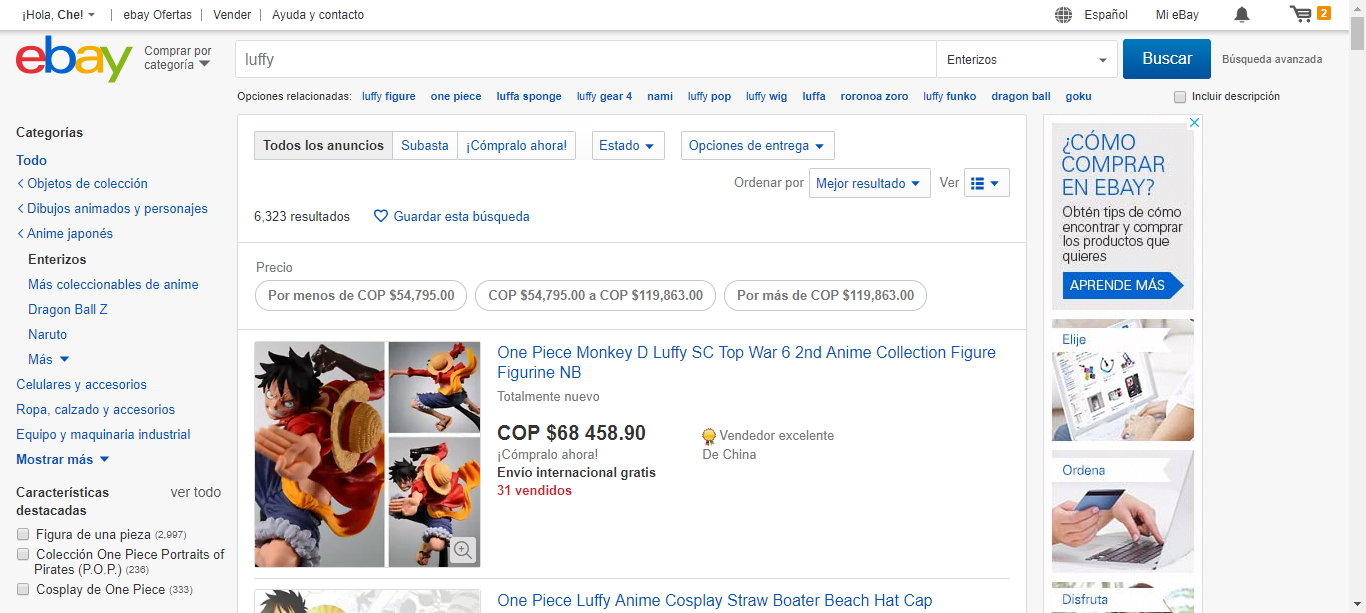 ¡Hola, Che!
ebay Ofertas
Vender
Ayuda y contacto
Español
Mi eBay
2
ebay
Comprar por
categoría
luffy
Enterizos
Buscar
Búsqueda avanzada
Opciones relacionadas: luffy figure one piece luffa sponge luffy gear 4 nami luffy pop luffy wig luffa roronoa zoro luffy funko dragon ball goku
Incluir descripción
Categorías
Todo
Objetos de colección
Dibujos animados y personajes
Anime japonés
Enterizos
Más coleccionables de anime
Dragon Ball Z
Naruto
Más
Celulares y accesorios
Ropa, calzado y accesorios
Equipo y maquinaria industrial
Mostrar más
Características
destacadas
ver todo
Figura de una pieza (2,997)
Colección One Piece Portraits of
Pirates (P.O.P.) (236)
Cosplay de One Piece (333)
Todos los anuncios
Subasta
¡Cómpralo ahora!
Estado
Opciones de entrega
Ordenar por
Mejor resultado
Ver
6,323 resultados
Guardar esta búsqueda
Precio
Por menos de COP $54,795.00
COP $54,795.00 a COP $119,863.00
Por más de COP $119,863.00
One Piece Monkey D Luffy SC Top War 6 2nd Anime Collection Figure
Figurine NB
Totalmente nuevo
COP $68 458.90
¡Cómpralo ahora!
Envío internacional gratis
31 vendidos
Vendedor excelente
De China
One Piece Luffy Anime Cosplay Straw Boater Beach Hat Cap
¿CÓMO
COMPRAR
EN EBAY?
Obtén tips de cómo
encontrar y comprar
los productos que
quieres
APRENDE MÁS
Elije
Ordena
Disfruta